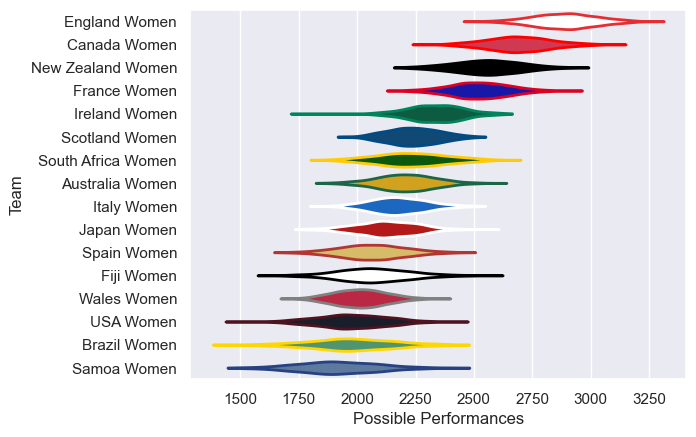 England Women
Canada Women
New Zealand Women
France Women
Ireland Women
Scotland Women
South Africa Women
Australia Women
Italy Women
Japan Women
Spain Women
Fiji Women
Wales Women
USA Women
Brazil Women
Samoa Women
Team
1500 1750 2000 2250 2500 2750 3000 3250
Possible Performances